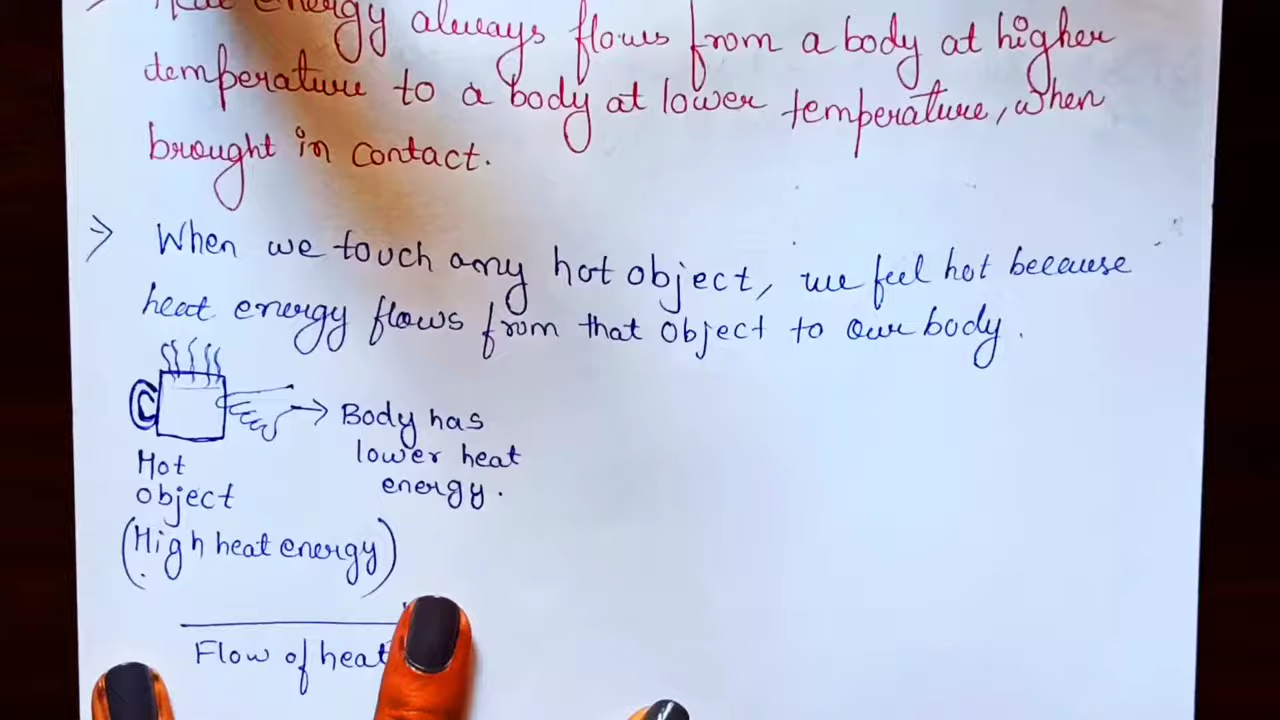 Heat energy always flows from a body at higher
temperature to a body at lower temperature, when
brought in contact.
> When we touch any hot object, we feel hot because
heat energy flows from that object to our body.
Body has
lower heat
energy.
Hot
object
(High heat energy)
Flow of heat